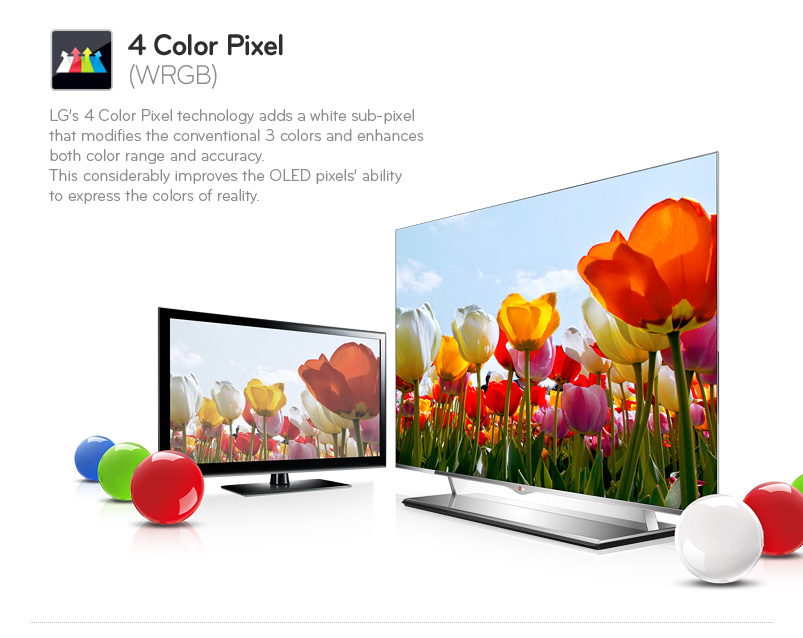 4 Color Pixel
(WRGB)
LG's 4 Color Pixel technology adds a white sub-pixel
that modifies the conventional 3 colors and enhances
both color range and accuracy.
This considerably improves the OLED pixels' ability
to express the colors of reality.